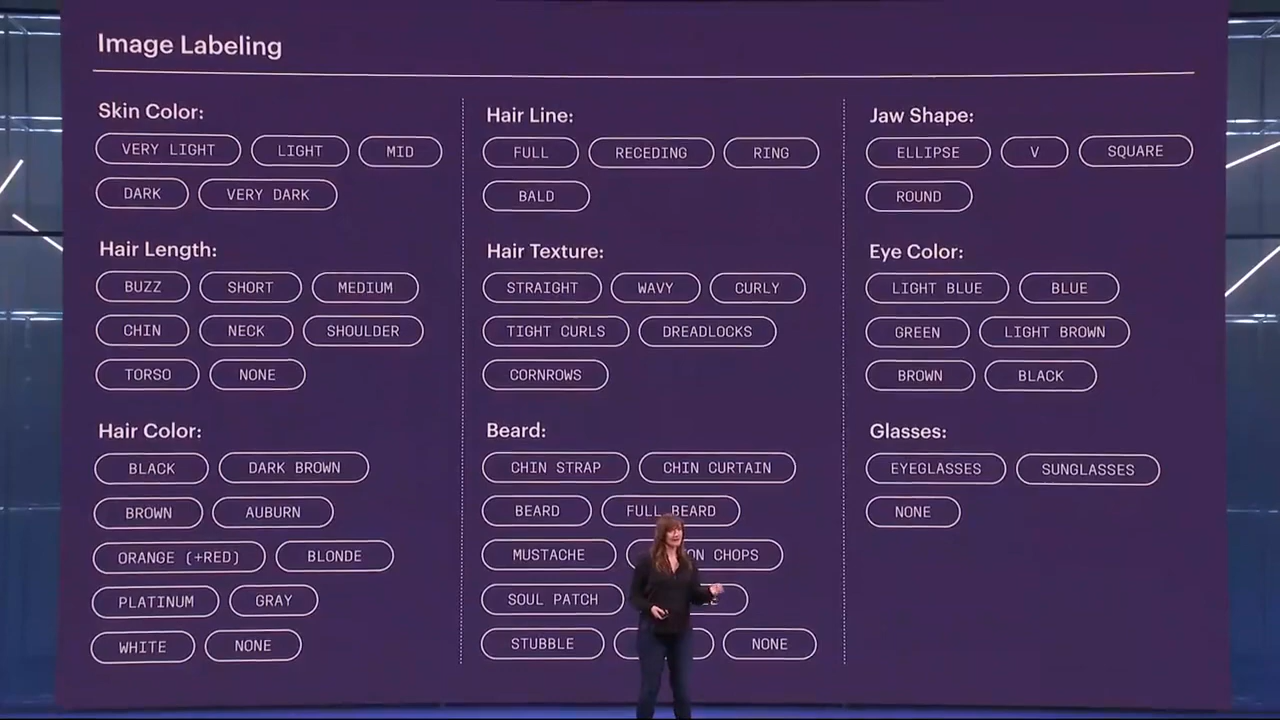 Image Labeling
Skin Color:
VERY LIGHT LIGHT MID
DARK VERY DARK
Hair Length:
BUZZ SHORT MEDIUM
CHIN NECK SHOULDER
TORSO NONE
Hair Color:
BLACK DARK BROWN
BROWN AUBURN
ORANGE (+RED) BLONDE
PLATINUM GRAY
WHITE NONE
Hair Line:
FULL RECEDING RING
BALD
Hair Texture:
STRAIGHT WAVY CURLY
TIGHT CURLS DREADLOCKS
CORNROWS
Beard:
CHIN STRAP CHIN CURTAIN
BEARD FULL BEARD
MUSTACHE CHOPS
SOUL PATCH
STUBBLE NONE
Jaw Shape:
ELLIPSE V SQUARE
ROUND
Eye Color:
LIGHT BLUE BLUE
GREEN LIGHT BROWN
BROWN BLACK
Glasses:
EYEGLASSES SUNGLASSES
NONE